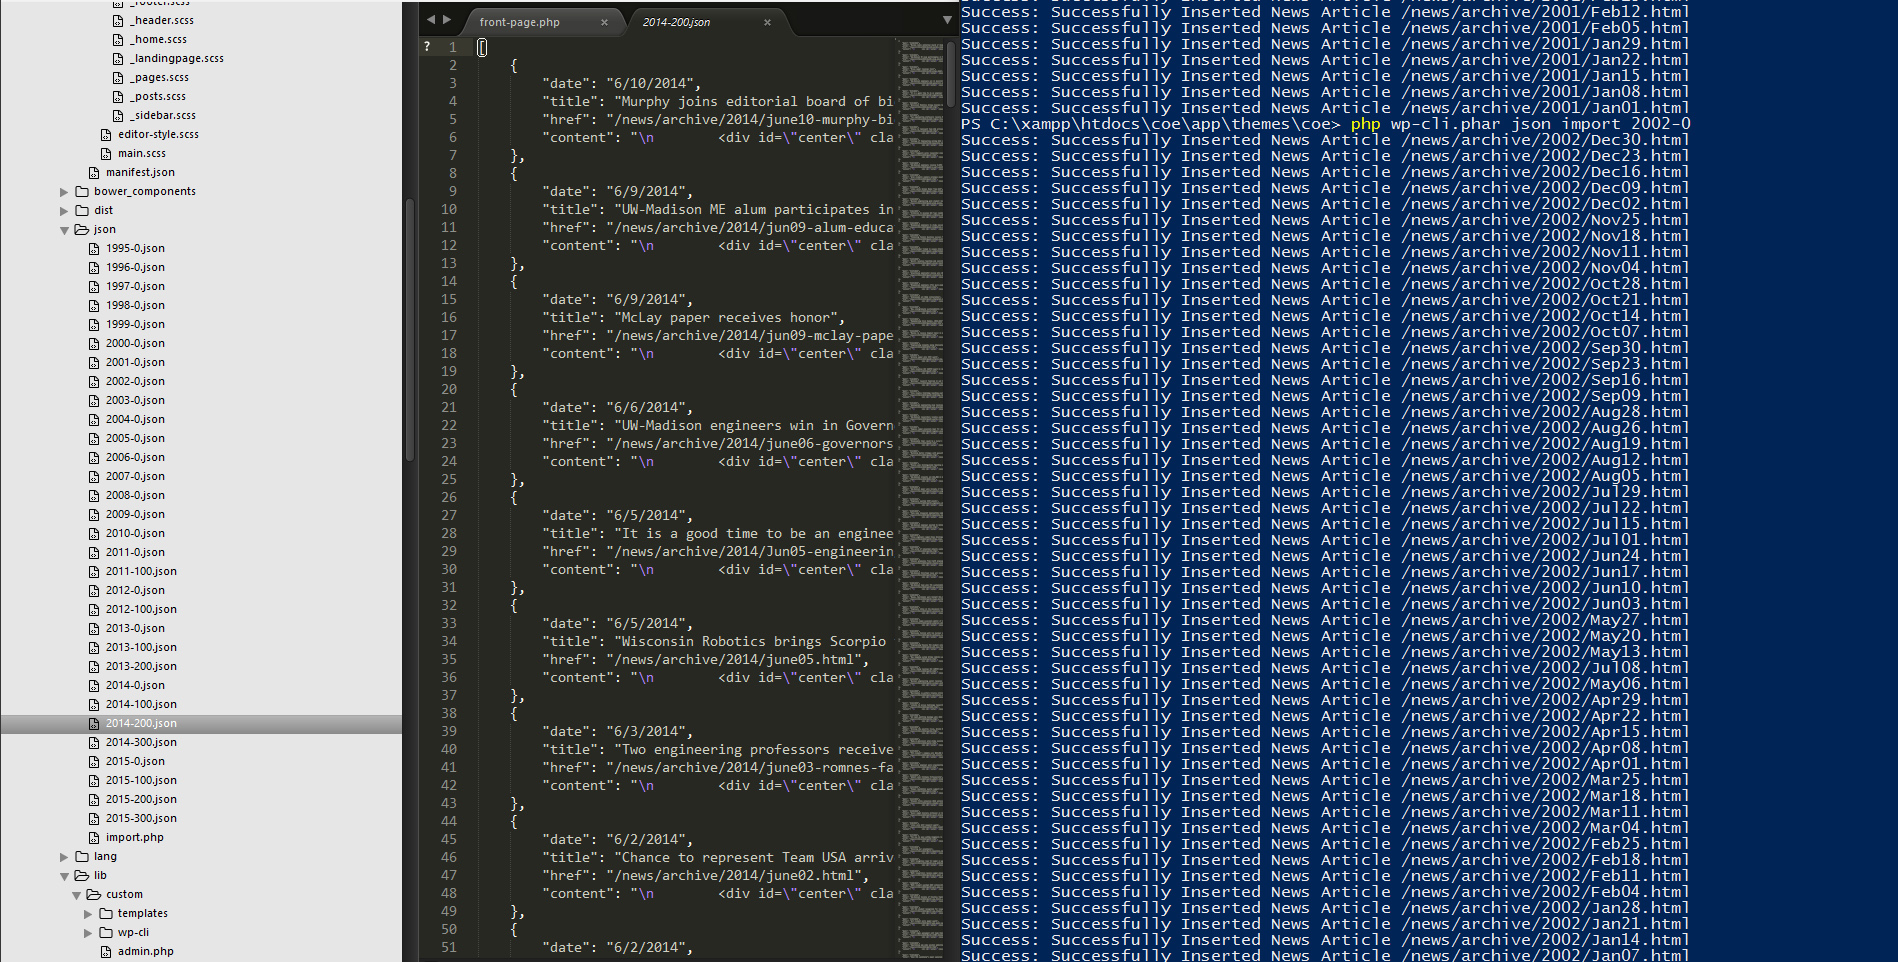 _footer.scss
_header.scss
_home.scss
_landingpage.scss
_pages.scss
_posts.scss
_sidebar.scss
editor-style.scss
main.scss
manifest.json
bower_components
dist
json
1995-0.json
1996-0.json
1997-0.json
1998-0.json
1999-0.json
2000-0.json
2001-0.json
2002-0.json
2003-0.json
2004-0.json
2005-0.json
2006-0.json
2007-0.json
2008-0.json
2009-0.json
2010-0.json
2011-0.json
2011-100.json
2012-0.json
2012-100.json
2013-0.json
2013-100.json
2013-200.json
2014-0.json
2014-100.json
2014-200.json
2014-300.json
2015-0.json
2015-100.json
2015-200.json
2015-300.json
import.php
lang
lib
custom
templates
wp-cli
admin.php
front-page.php × 2014-200.json ×
? 1 [
2 {
3 "date": "6/10/2014",
4 "title": "Murphy joins editorial board of bi
5 "href": "/news/archive/2014/june10-murphy-bi
6 "content": "\n <div id=\"center\" cla
7 },
8 {
9 "date": "6/9/2014",
10 "title": "UW-Madison ME alum participates in
11 "href": "/news/archive/2014/jun09-alum-educa
12 "content": "\n <div id=\"center\" cla
13 },
14 {
15 "date": "6/9/2014",
16 "title": "McLay paper receives honor",
17 "href": "/news/archive/2014/jun09-mclay-pape
18 "content": "\n <div id=\"center\" cla
19 },
20 {
21 "date": "6/6/2014",
22 "title": "UW-Madison engineers win in Govern
23 "href": "/news/archive/2014/june06-governors
24 "content": "\n <div id=\"center\" cla
25 },
26 {
27 "date": "6/5/2014",
28 "title": "It is a good time to be an enginee
29 "href": "/news/archive/2014/Jun05-engineerin
30 "content": "\n <div id=\"center\" cla
31 },
32 {
33 "date": "6/5/2014",
34 "title": "Wisconsin Robotics brings Scorpio
35 "href": "/news/archive/2014/june05.html",
36 "content": "\n <div id=\"center\" cla
37 },
38 {
39 "date": "6/3/2014",
40 "title": "Two engineering professors receive
41 "href": "/news/archive/2014/june03-romnes-fa
42 "content": "\n <div id=\"center\" cla
43 },
44 {
45 "date": "6/2/2014",
46 "title": "Chance to represent Team USA arriv
47 "href": "/news/archive/2014/june02.html",
48 "content": "\n <div id=\"center\" cla
49 },
50 {
51 "date": "6/2/2014",
Success: Successfully Inserted News Article /news/archive/2001/Feb12.html
Success: Successfully Inserted News Article /news/archive/2001/Feb05.html
Success: Successfully Inserted News Article /news/archive/2001/Jan29.html
Success: Successfully Inserted News Article /news/archive/2001/Jan22.html
Success: Successfully Inserted News Article /news/archive/2001/Jan15.html
Success: Successfully Inserted News Article /news/archive/2001/Jan08.html
Success: Successfully Inserted News Article /news/archive/2001/Jan01.html
PS C:\xampp\htdocs\coe\app\themes\coe> php wp-cli.phar json import 2002-0
Success: Successfully Inserted News Article /news/archive/2002/Dec30.html
Success: Successfully Inserted News Article /news/archive/2002/Dec23.html
Success: Successfully Inserted News Article /news/archive/2002/Dec16.html
Success: Successfully Inserted News Article /news/archive/2002/Dec09.html
Success: Successfully Inserted News Article /news/archive/2002/Dec02.html
Success: Successfully Inserted News Article /news/archive/2002/Nov25.html
Success: Successfully Inserted News Article /news/archive/2002/Nov18.html
Success: Successfully Inserted News Article /news/archive/2002/Nov11.html
Success: Successfully Inserted News Article /news/archive/2002/Nov04.html
Success: Successfully Inserted News Article /news/archive/2002/Oct28.html
Success: Successfully Inserted News Article /news/archive/2002/Oct21.html
Success: Successfully Inserted News Article /news/archive/2002/Oct14.html
Success: Successfully Inserted News Article /news/archive/2002/Oct07.html
Success: Successfully Inserted News Article /news/archive/2002/Sep30.html
Success: Successfully Inserted News Article /news/archive/2002/Sep23.html
Success: Successfully Inserted News Article /news/archive/2002/Sep16.html
Success: Successfully Inserted News Article /news/archive/2002/Sep09.html
Success: Successfully Inserted News Article /news/archive/2002/Aug28.html
Success: Successfully Inserted News Article /news/archive/2002/Aug26.html
Success: Successfully Inserted News Article /news/archive/2002/Aug19.html
Success: Successfully Inserted News Article /news/archive/2002/Aug12.html
Success: Successfully Inserted News Article /news/archive/2002/Aug05.html
Success: Successfully Inserted News Article /news/archive/2002/Jul29.html
Success: Successfully Inserted News Article /news/archive/2002/Jul22.html
Success: Successfully Inserted News Article /news/archive/2002/Jul15.html
Success: Successfully Inserted News Article /news/archive/2002/Jul01.html
Success: Successfully Inserted News Article /news/archive/2002/Jun24.html
Success: Successfully Inserted News Article /news/archive/2002/Jun17.html
Success: Successfully Inserted News Article /news/archive/2002/Jun10.html
Success: Successfully Inserted News Article /news/archive/2002/Jun03.html
Success: Successfully Inserted News Article /news/archive/2002/May27.html
Success: Successfully Inserted News Article /news/archive/2002/May20.html
Success: Successfully Inserted News Article /news/archive/2002/May13.html
Success: Successfully Inserted News Article /news/archive/2002/Jul08.html
Success: Successfully Inserted News Article /news/archive/2002/May06.html
Success: Successfully Inserted News Article /news/archive/2002/Apr29.html
Success: Successfully Inserted News Article /news/archive/2002/Apr22.html
Success: Successfully Inserted News Article /news/archive/2002/Apr15.html
Success: Successfully Inserted News Article /news/archive/2002/Apr08.html
Success: Successfully Inserted News Article /news/archive/2002/Apr01.html
Success: Successfully Inserted News Article /news/archive/2002/Mar25.html
Success: Successfully Inserted News Article /news/archive/2002/Mar18.html
Success: Successfully Inserted News Article /news/archive/2002/Mar11.html
Success: Successfully Inserted News Article /news/archive/2002/Mar04.html
Success: Successfully Inserted News Article /news/archive/2002/Feb25.html
Success: Successfully Inserted News Article /news/archive/2002/Feb18.html
Success: Successfully Inserted News Article /news/archive/2002/Feb11.html
Success: Successfully Inserted News Article /news/archive/2002/Feb04.html
Success: Successfully Inserted News Article /news/archive/2002/Jan28.html
Success: Successfully Inserted News Article /news/archive/2002/Jan21.html
Success: Successfully Inserted News Article /news/archive/2002/Jan14.html
Success: Successfully Inserted News Article /news/archive/2002/Jan07.html